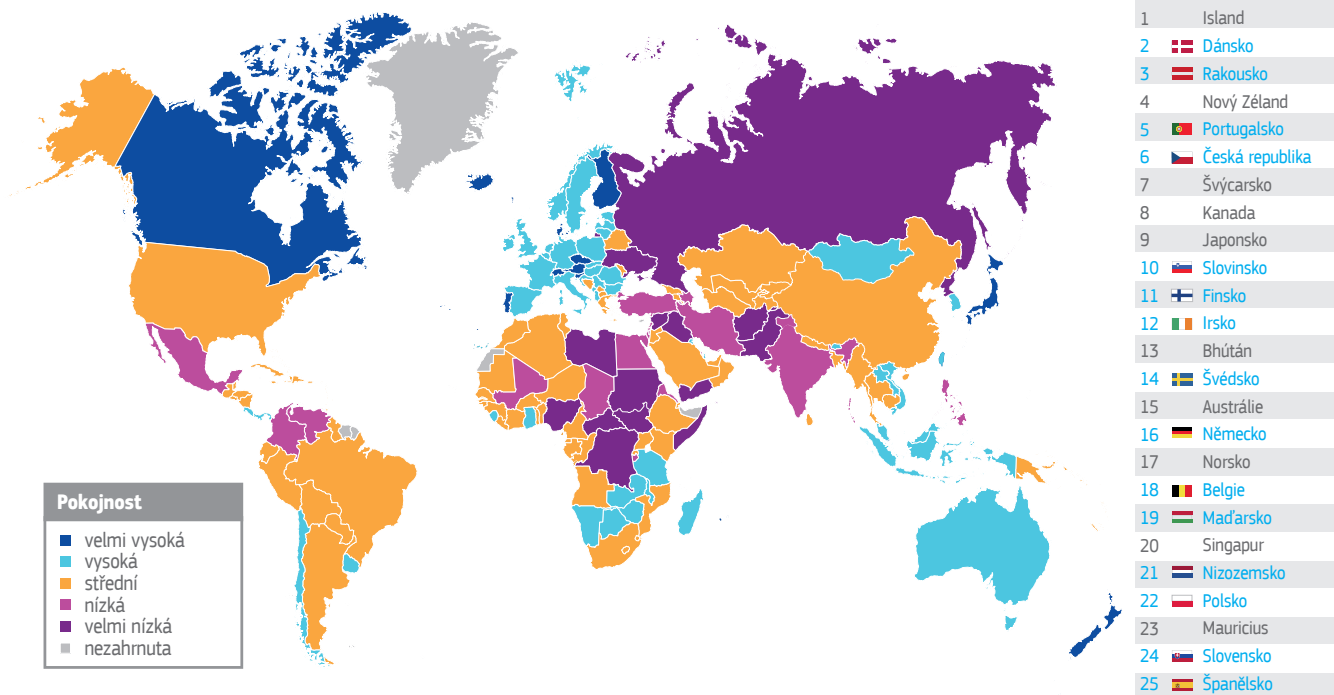 Pokojnost
velmi vysoká
vysoká
střední
nízká
velmi nízká
nezahrnuta
1 Island
2 Dánsko
3 Rakousko
4 Nový Zéland
5 Portugalsko
6 Česká republika
7 Švýcarsko
8 Kanada
9 Japonsko
10 Slovinsko
11 Finsko
12 Irsko
13 Bhútán
14 Švédsko
15 Austrálie
16 Německo
17 Norsko
18 Belgie
19 Maďarsko
20 Singapur
21 Nizozemsko
22 Polsko
23 Mauricius
24 Slovensko
25 Španělsko